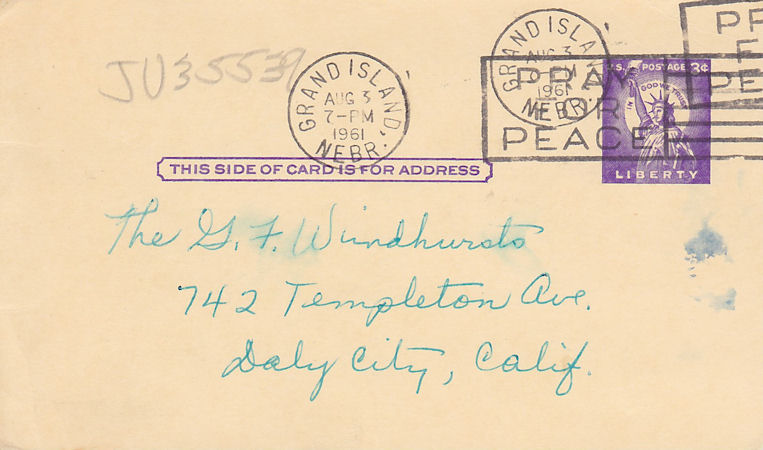 JU35539
GRAND ISLAND, NEBR.
AUG 3
7-PM
1961
GRAND ISLAND, NEBR.
AUG 3
1961
PRAY
FOR
PEACE
PR
F
PE
U.S. POSTAGE 3¢
IN GOD WE TRUST
LIBERTY
THIS SIDE OF CARD IS FOR ADDRESS
The G. F. Windhursts
742 Templeton Ave.
Daly City, Calif.